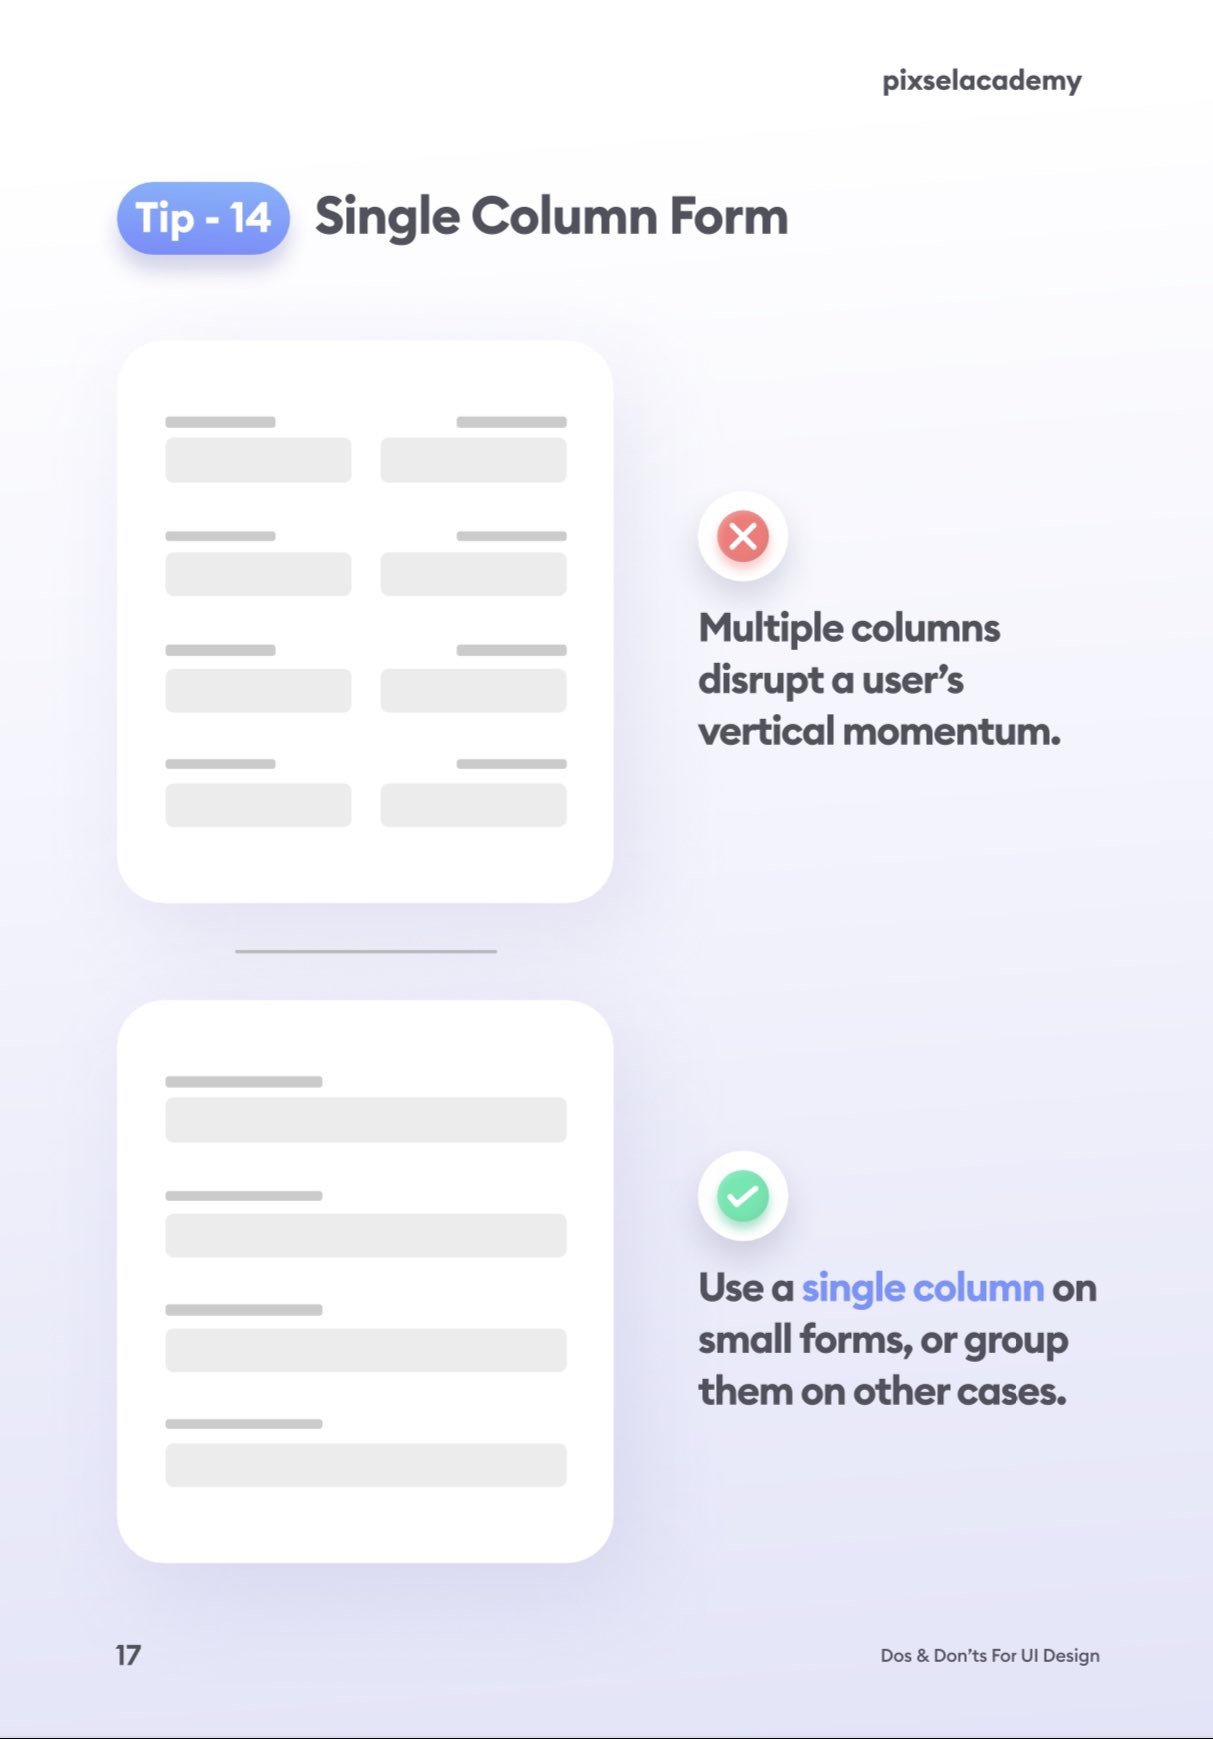 pixselacademy
Tip - 14 Single Column Form
Multiple columns
disrupt a user’s
vertical momentum.
Use a single column on
small forms, or group
them on other cases.
17
Dos & Don’ts For UI Design